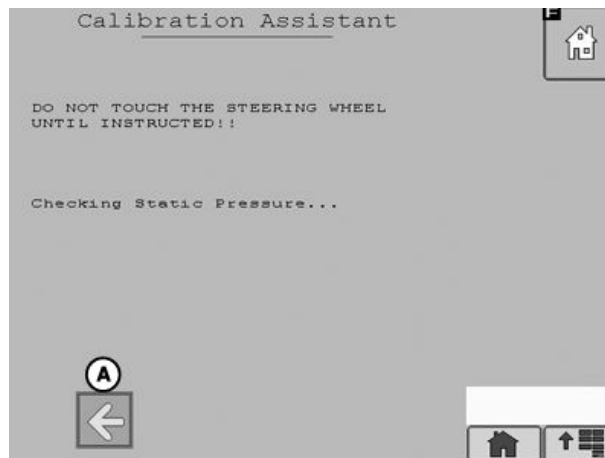 Calibration Assistant
F
DO NOT TOUCH THE STEERING WHEEL
UNTIL INSTRUCTED!!
Checking Static Pressure...
A